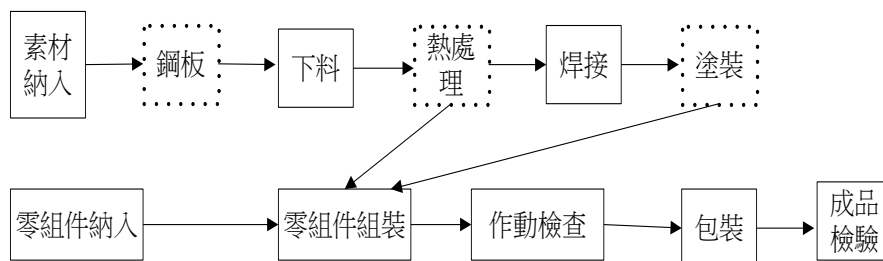 素材
納入
鋼板
下料
熱處
理
焊接
塗裝
零組件納入
零組件組裝
作動檢查
包裝
成品
檢驗